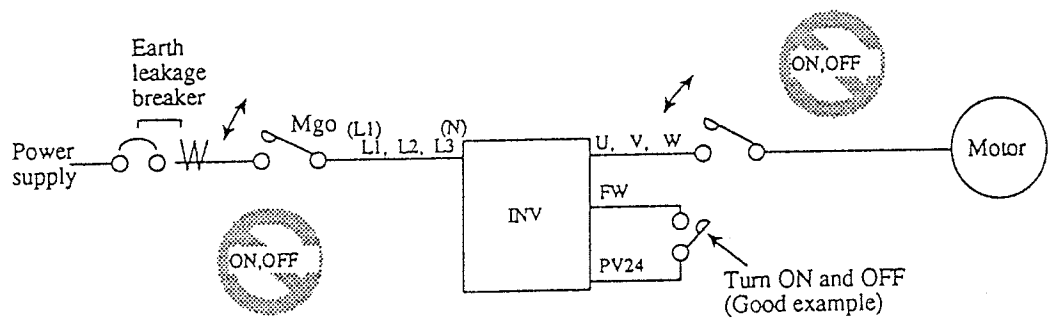 Earth
leakage
breaker
ON,OFF
Power
supply
Mgo
(L1)
(N)
L1, L2, L3
U, V, W
Motor
INV
FW
PV24
ON,OFF
Turn ON and OFF
(Good example)